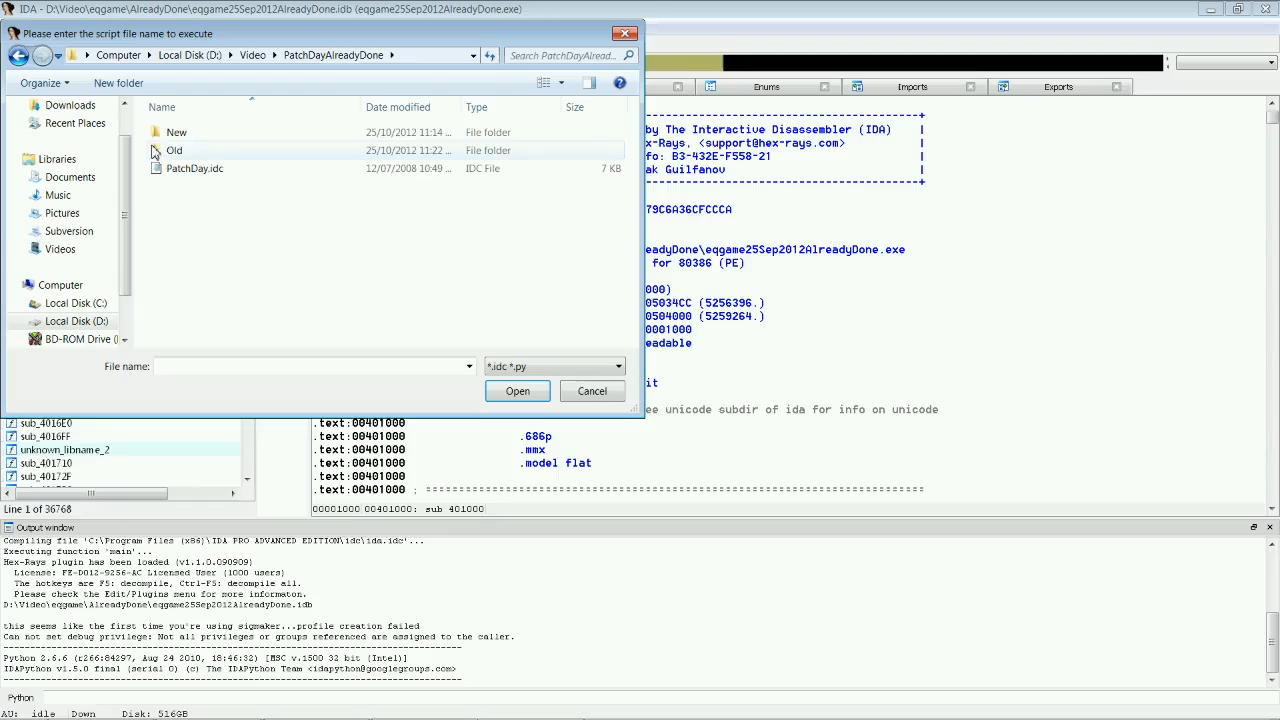 IDA - D:\Video\eqgame\AlreadyDone\eqgame25Sep2012AlreadyDone.idb (eqgame25Sep2012AlreadyDone.exe)
Please enter the script file name to execute
Computer Local Disk (D:) Video PatchDayAlreadyDone
Search PatchDayAlread...
Organize New folder
Enums Imports Exports
Name Date modified Type Size
Downloads
Recent Places
Libraries
Documents
Music
Pictures
Subversion
Videos
Computer
Local Disk (C:)
Local Disk (D:)
BD-ROM Drive (
New 25/10/2012 11:14 ... File folder
Old 25/10/2012 11:22 ... File folder
PatchDay.idc 12/07/2008 10:49 ... IDC File 7 KB
File name: *.idc *.py
Open Cancel
by The Interactive Disassembler (IDA) |
x-Rays, <support@hex-rays.com> |
fo: B3-432E-F558-21 |
ak Guilfanov |
79C6A36CFCCCA
eadyDone\eqgame25Sep2012AlreadyDone.exe
for 80386 (PE)
000)
05034CC (5256396.)
0504000 (5259264.)
0001000
eadable
it
ee unicode subdir of ida for info on unicode
.text:00401000
.text:00401000 .686p
.text:00401000 .mmx
.text:00401000 .model flat
.text:00401000
.text:00401000 ; ===========================================================================
00001000 00401000: sub_401000
sub_4016E0
sub_4016FF
unknown_libname_2
sub_401710
sub_40172F
Line 1 of 36768
Output window
Compiling file 'C:\Program Files (x86)\IDA PRO ADVANCED EDITION\idc\ida.idc'...
Executing function 'main'...
Hex-Rays plugin has been loaded (v1.1.0.090909)
License: FE-D012-9256-AC Licensed User (1000 users)
The hotkeys are F5: decompile, Ctrl-F5: decompile all.
Please check the Edit/Plugins menu for more informaton.
D:\Video\eqgame\AlreadyDone\eqgame25Sep2012AlreadyDone.idb
this seems like the first time you're using sigmaker...profile creation failed
Can not set debug privilege: Not all privileges or groups referenced are assigned to the caller.
Python 2.6.6 (r266:84297, Aug 24 2010, 18:46:32) [MSC v.1500 32 bit (Intel)]
IDAPython v1.5.0 final (serial 0) (c) The IDAPython Team <idapython@googlegroups.com>
Python
AU: idle Down Disk: 516GB